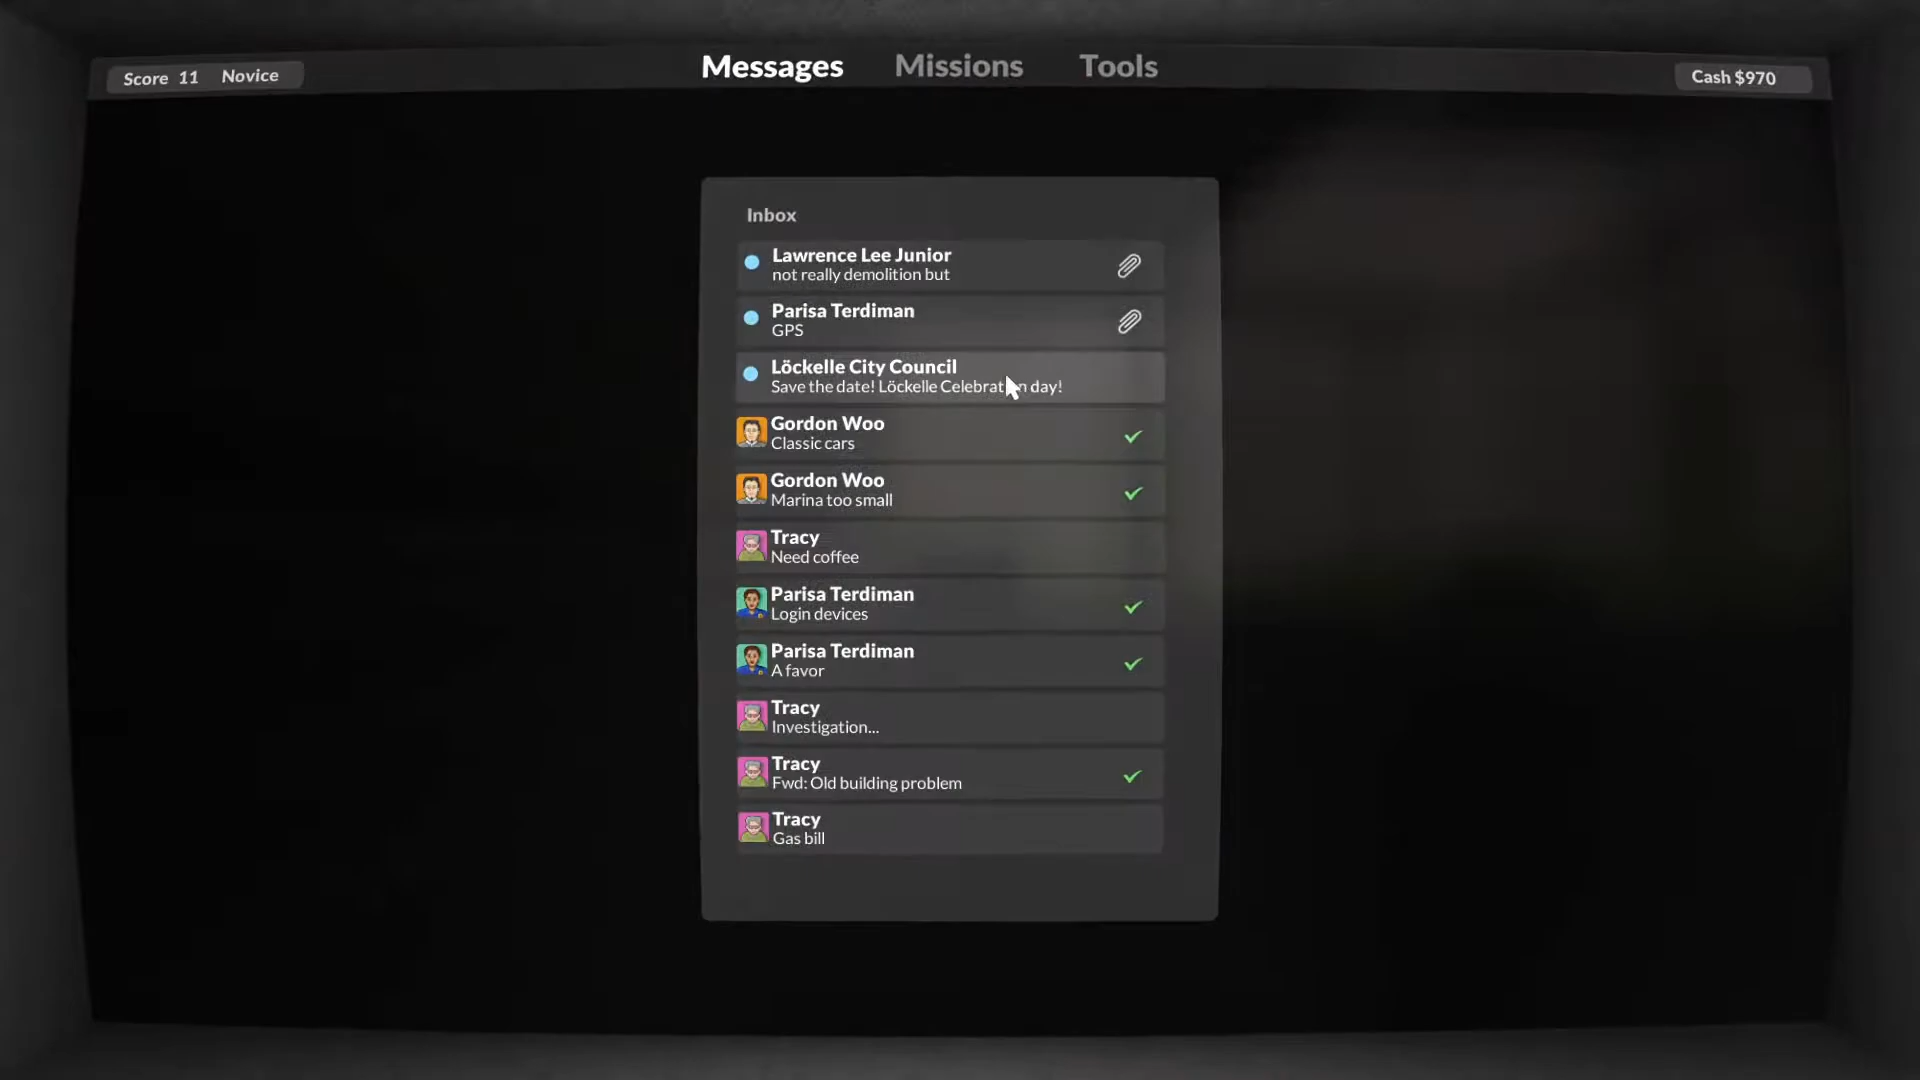 Score 11 Novice
Messages Missions Tools
Cash $970
Inbox
Lawrence Lee Junior
not really demolition but
Parisa Terdiman
GPS
Löckelle City Council
Save the date! Löckelle Celebration day!
Gordon Woo
Classic cars
Gordon Woo
Marina too small
Tracy
Need coffee
Parisa Terdiman
Login devices
Parisa Terdiman
A favor
Tracy
Investigation...
Tracy
Fwd: Old building problem
Tracy
Gas bill